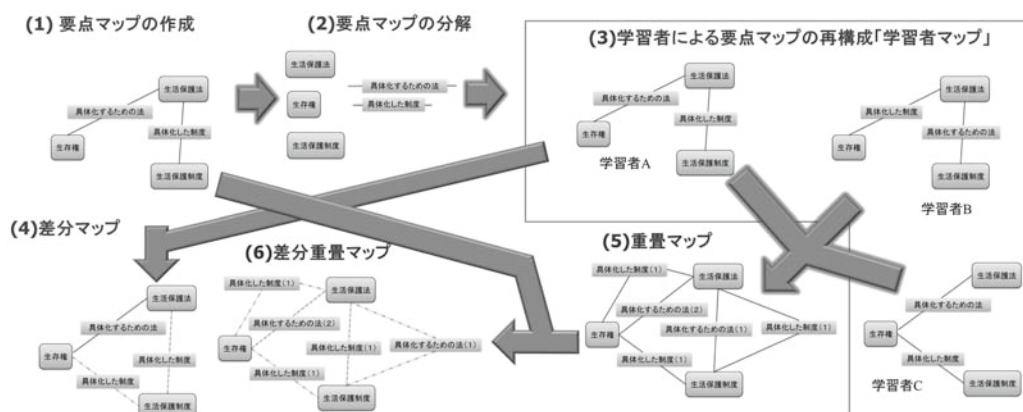 (1) 要点マップの作成
生活保護法
具体化するための法
具体化した制度
生存権
生活保護制度
(2)要点マップの分解
生活保護法
具体化するための法
生存権
具体化した制度
生活保護制度
(3)学習者による要点マップの再構成「学習者マップ」
生活保護法
具体化するための法
具体化した制度
生存権
生活保護制度
学習者A
生活保護法
具体化した制度
具体化するための法
生存権
生活保護制度
学習者B
(4)差分マップ
生活保護法
具体化するための法
生存権
具体化した制度
具体化した制度
生活保護制度
(6)差分重畳マップ
具体化した制度(1)
生活保護法
具体化するための法(2)
生存権
具体化した制度(1)
具体化するための法(1)
具体化した制度(1)
生活保護制度
(5)重畳マップ
具体化した制度(1)
生活保護法
具体化するための法(2)
生存権
具体化するための法(1)
具体化した制度(1)
具体化した制度(1)
生活保護制度
生活保護法
具体化するための法
生存権
具体化した制度
生活保護制度
学習者C